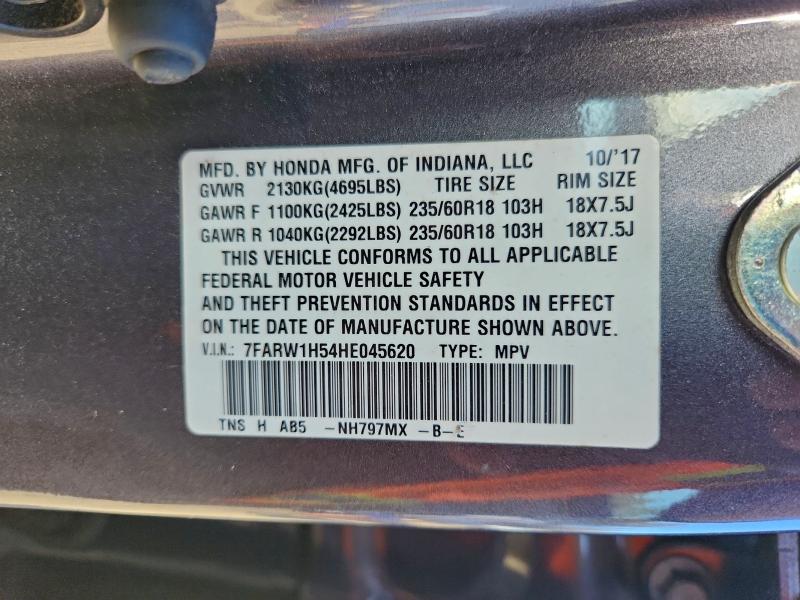 MFD. BY HONDA MFG. OF INDIANA, LLC 10/'17
GVWR 2130KG(4695LBS) TIRE SIZE RIM SIZE
GAWR F 1100KG(2425LBS) 235/60R18 103H 18X7.5J
GAWR R 1040KG(2292LBS) 235/60R18 103H 18X7.5J
THIS VEHICLE CONFORMS TO ALL APPLICABLE
FEDERAL MOTOR VEHICLE SAFETY
AND THEFT PREVENTION STANDARDS IN EFFECT
ON THE DATE OF MANUFACTURE SHOWN ABOVE.
V.I.N.: 7FARW1H54HE045620 TYPE: MPV
TNS H AB5 -NH797MX -B-E